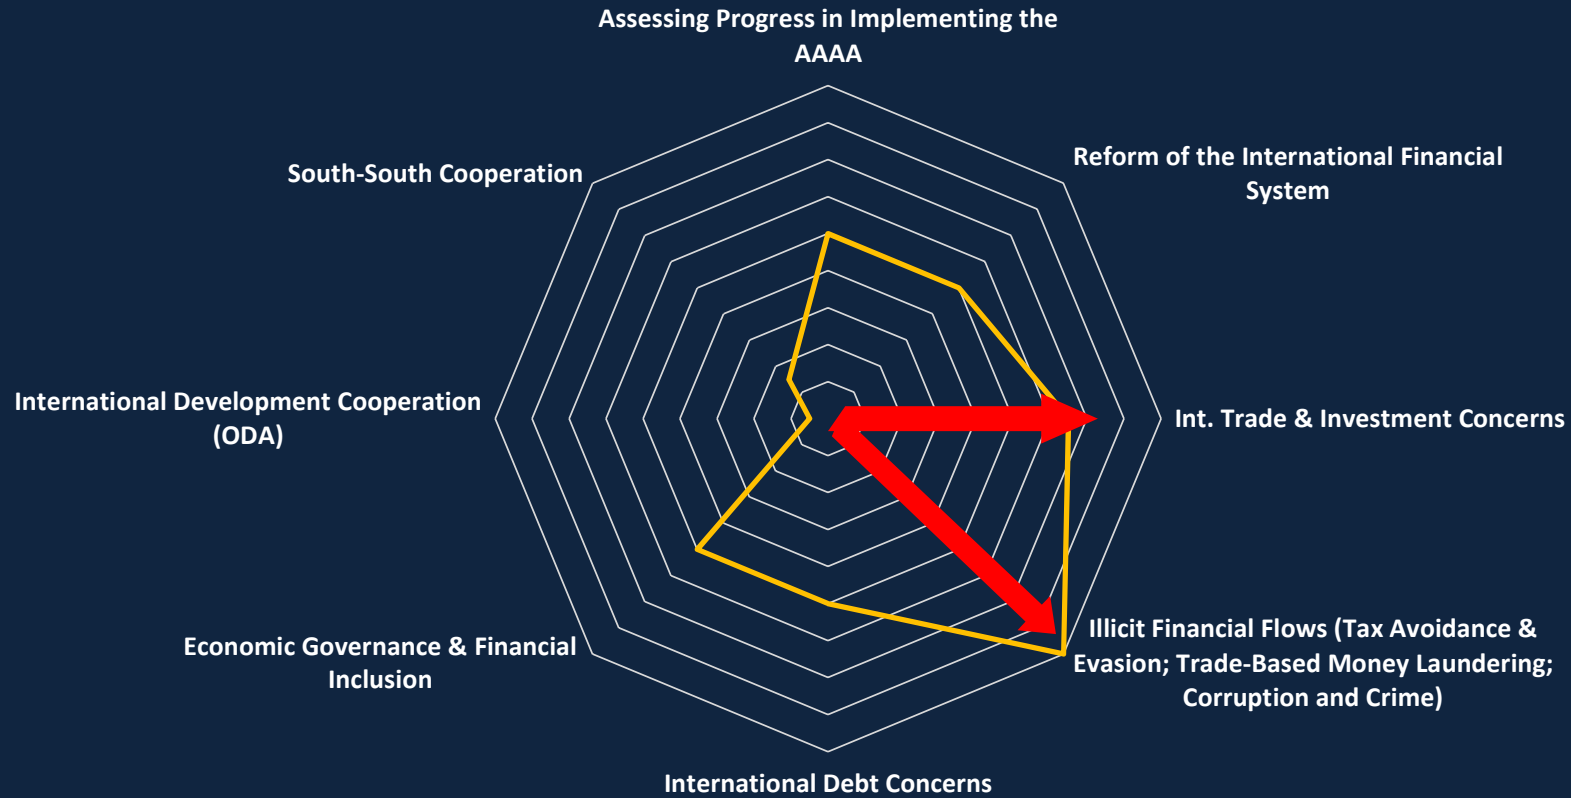 Assessing Progress in Implementing the
AAAA
Reform of the International Financial
System
South-South Cooperation
International Development Cooperation
(ODA)
Int. Trade & Investment Concerns
Economic Governance & Financial
Inclusion
Illicit Financial Flows (Tax Avoidance &
Evasion; Trade-Based Money Laundering;
Corruption and Crime)
International Debt Concerns